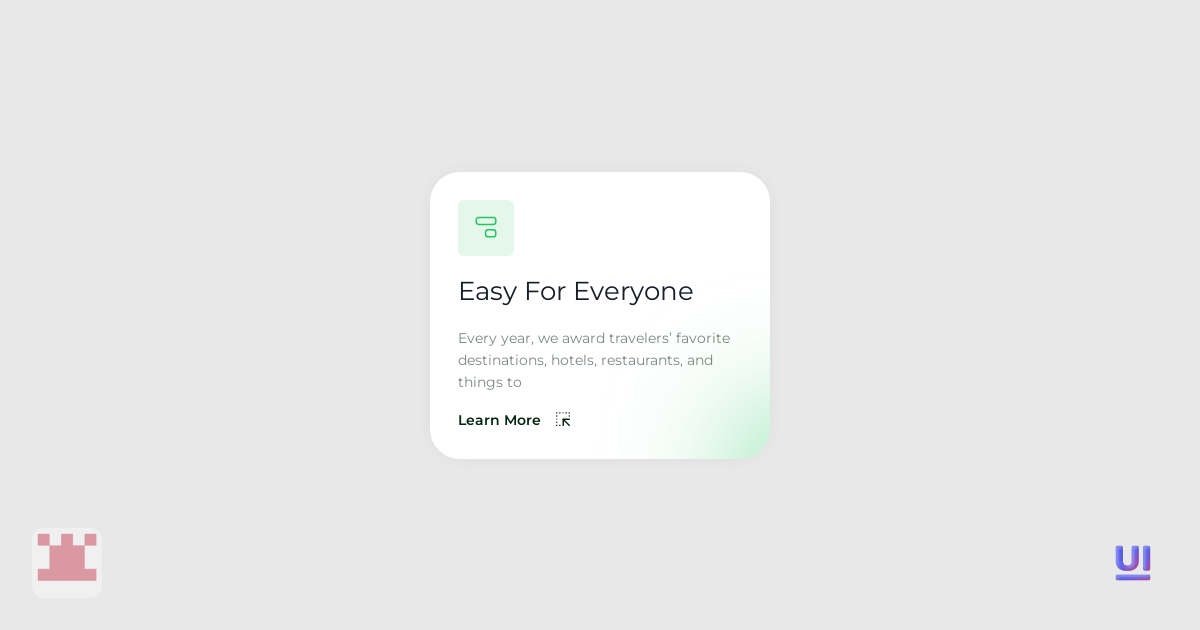 Easy For Everyone
Every year, we award travelers’ favorite
destinations, hotels, restaurants, and
things to
Learn More
UI